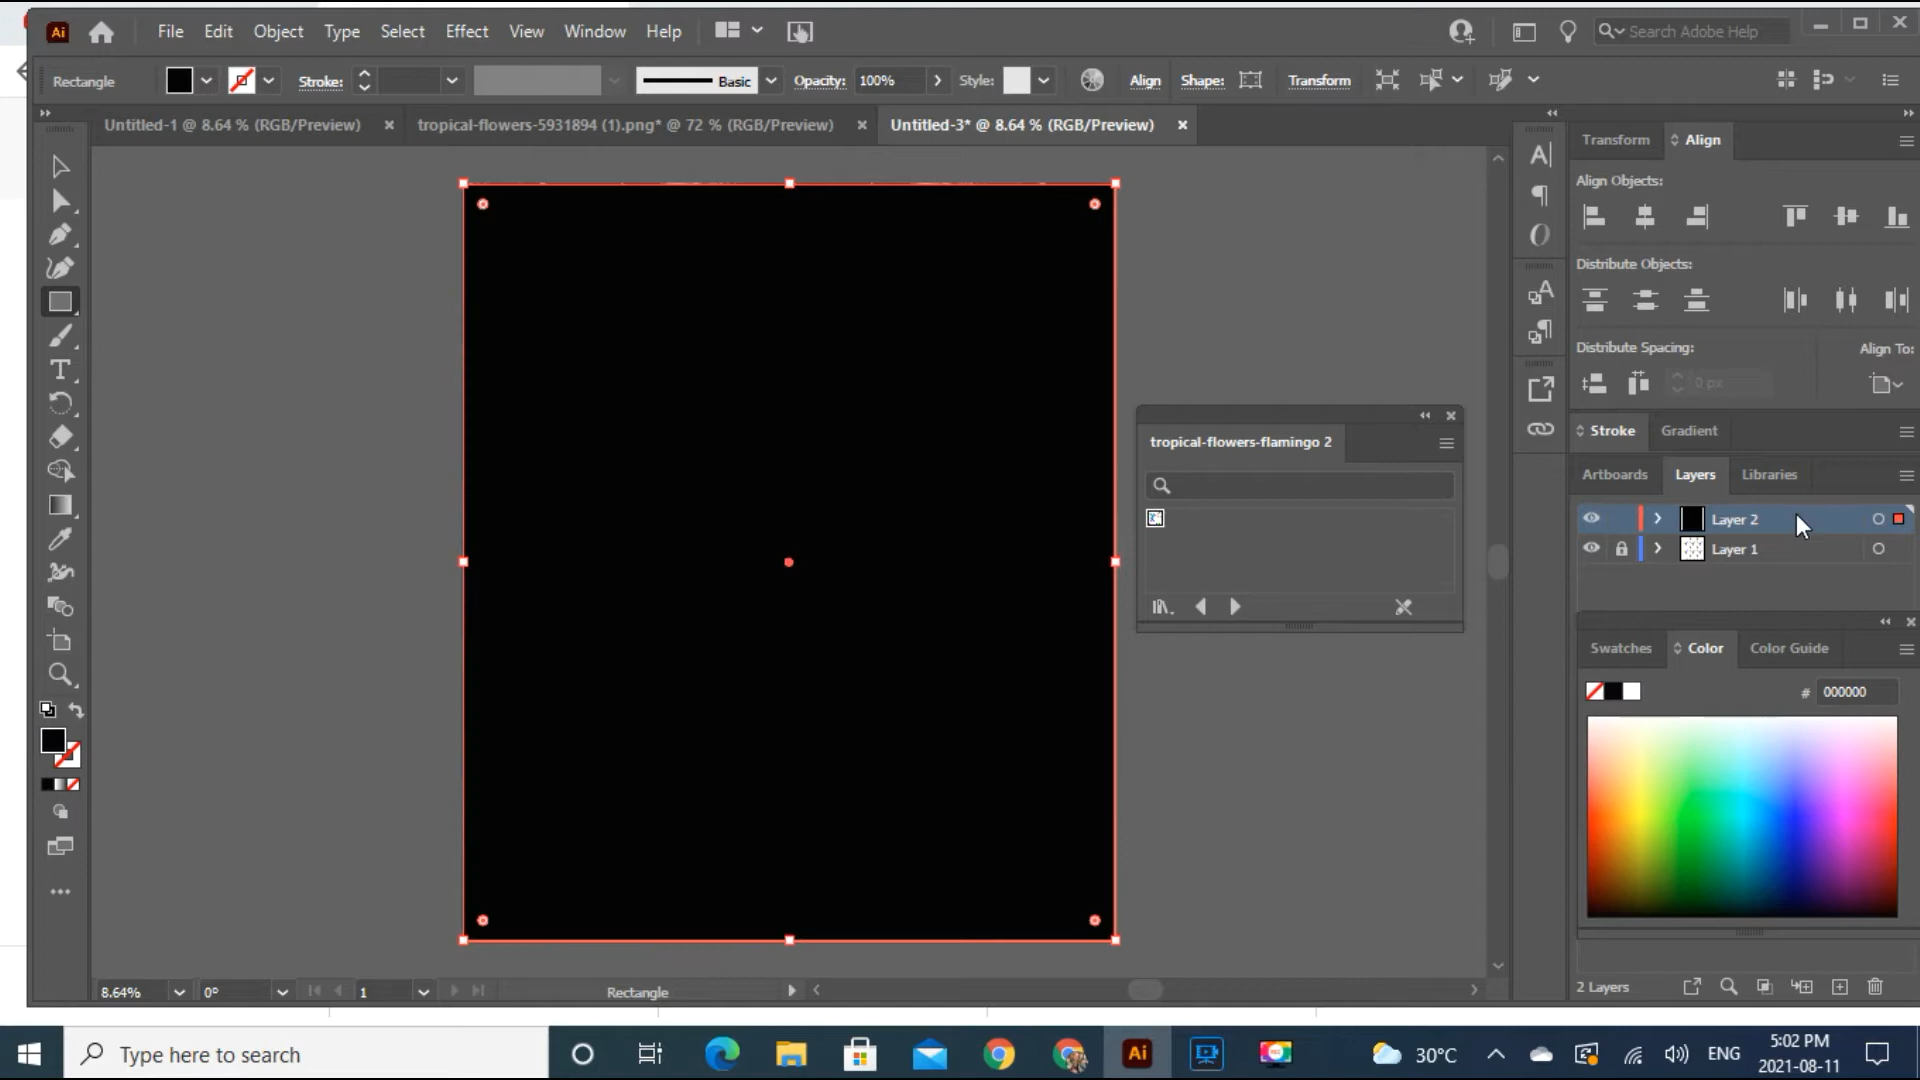 Ai File Edit Object Type Select Effect View Window Help Search Adobe Help
Rectangle Stroke: Basic Opacity: 100% Style: Align Shape: Transform
Untitled-1 @ 8.64 % (RGB/Preview) tropical-flowers-5931894 (1).png* @ 72 % (RGB/Preview) Untitled-3* @ 8.64 % (RGB/Preview)
Transform Align
Align Objects:
Distribute Objects:
Distribute Spacing: Align To:
0 px
Stroke Gradient
tropical-flowers-flamingo 2
Artboards Layers Libraries
Layer 2
Layer 1
Swatches Color Color Guide
# 000000
8.64% 0° 1 Rectangle
2 Layers
Type here to search
Ai
30°C
ENG
5:02 PM
2021-08-11